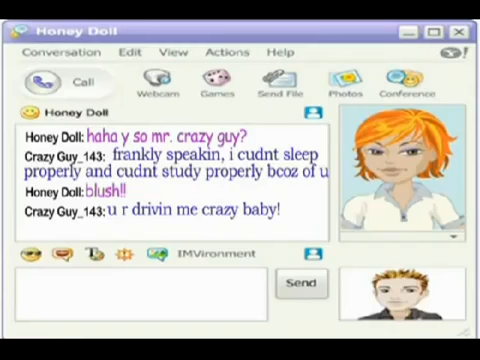 Honey Doll
Conversation Edit View Actions Help
Call Webcam Games Send File Photos Conference
Honey Doll
Honey Doll: haha y so mr. crazy guy?
Crazy Guy_143: frankly speakin, i cudnt sleep
properly and cudnt study properly bcoz of u
Honey Doll: blush!!
Crazy Guy_143: u r drivin me crazy baby!
IMVironment
Send